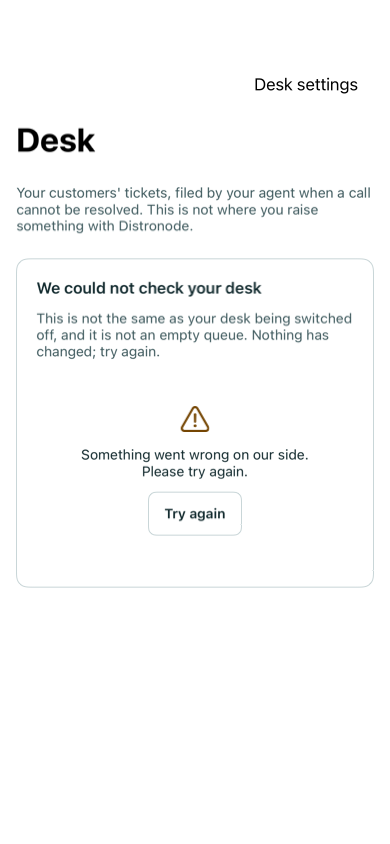 Desk settings
Desk
Your customers' tickets, filed by your agent when a call
cannot be resolved. This is not where you raise
something with Distronode.
We could not check your desk
This is not the same as your desk being switched
off, and it is not an empty queue. Nothing has
changed; try again.
Something went wrong on our side.
Please try again.
Try again